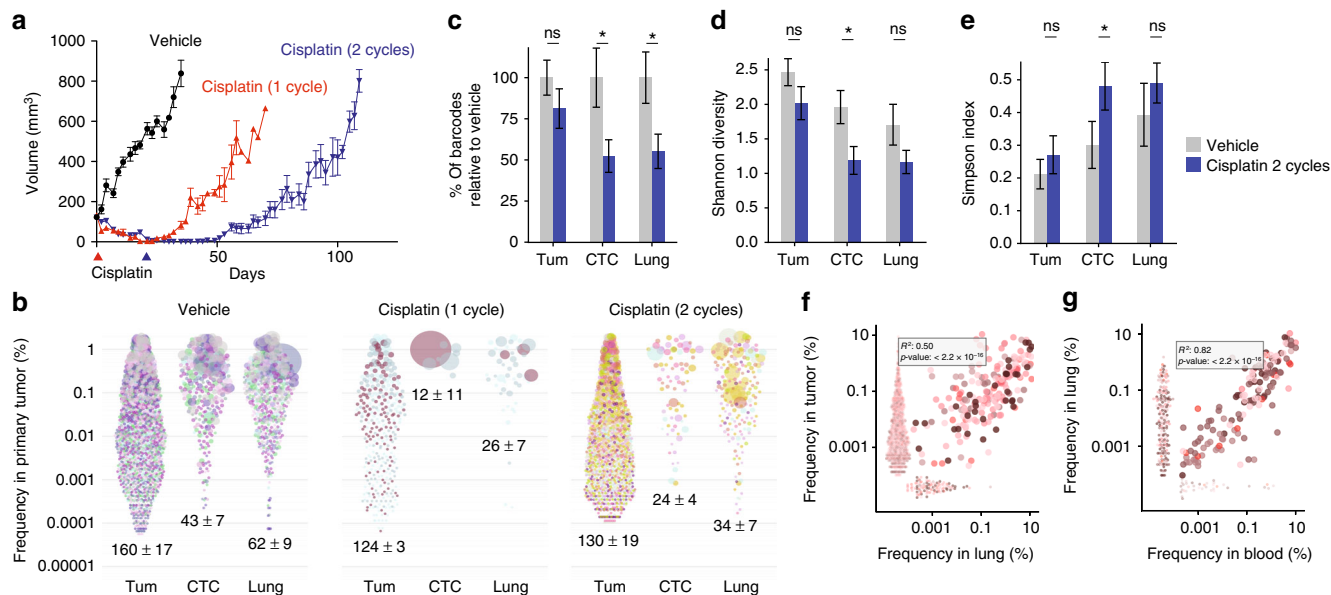 a
Vehicle
Cisplatin (2 cycles)
Cisplatin (1 cycle)
Volume (mm³)
1000
800
600
400
200
0
50
100
Cisplatin
Days
c
ns
*
*
% Of barcodes
relative to vehicle
100
75
50
25
0
Tum
CTC
Lung
d
ns
*
ns
Shannon diversity
2.5
2.0
1.5
1.0
0.5
0.0
Tum
CTC
Lung
e
ns
*
ns
Simpson index
0.5
0.4
0.3
0.2
0.1
0.0
Tum
CTC
Lung
Vehicle
Cisplatin 2 cycles
b
Vehicle
Cisplatin (1 cycle)
Cisplatin (2 cycles)
Frequency in primary tumor (%)
1
0.1
0.01
0.001
0.0001
0.00001
160 ± 17
43 ± 7
62 ± 9
124 ± 3
12 ± 11
26 ± 7
130 ± 19
24 ± 4
34 ± 7
Tum
CTC
Lung
Tum
CTC
Lung
Tum
CTC
Lung
f
Frequency in tumor (%)
10
0.1
0.001
R²: 0.50
p-value: < 2.2 × 10⁻¹⁶
0.001
0.1
10
Frequency in lung (%)
g
Frequency in lung (%)
10
0.1
0.001
R²: 0.82
p-value: < 2.2 × 10⁻¹⁶
0.001
0.1
10
Frequency in blood (%)